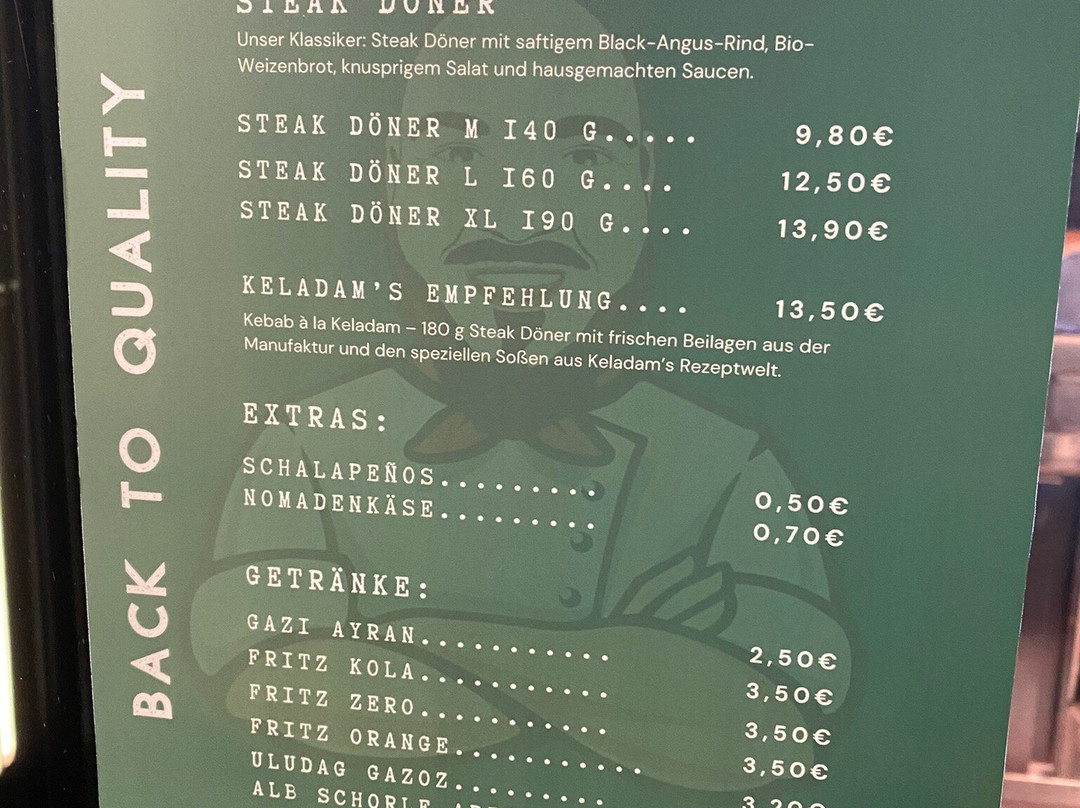 STEAK DÖNER
Unser Klassiker: Steak Döner mit saftigem Black-Angus-Rind, Bio-
Weizenbrot, knusprigem Salat und hausgemachten Saucen.
STEAK DÖNER M 140 G..... 9,80€
STEAK DÖNER L 160 G.... 12,50€
STEAK DÖNER XL 190 G.... 13,90€
KELADAM'S EMPFEHLUNG.... 13,50€
Kebab à la Keladam – 180 g Steak Döner mit frischen Beilagen aus der
Manufaktur und den speziellen Soßen aus Keladam's Rezeptwelt.
EXTRAS:
SCHALAPEÑOS......... 0,50€
NOMADENKÄSE......... 0,70€
GETRÄNKE:
GAZI AYRAN........... 2,50€
FRITZ KOLA........... 3,50€
FRITZ ZERO........... 3,50€
FRITZ ORANGE........... 3,50€
ULUDAG GAZOZ......... 3,20€
ALB SCHORLE
BACK TO QUALITY